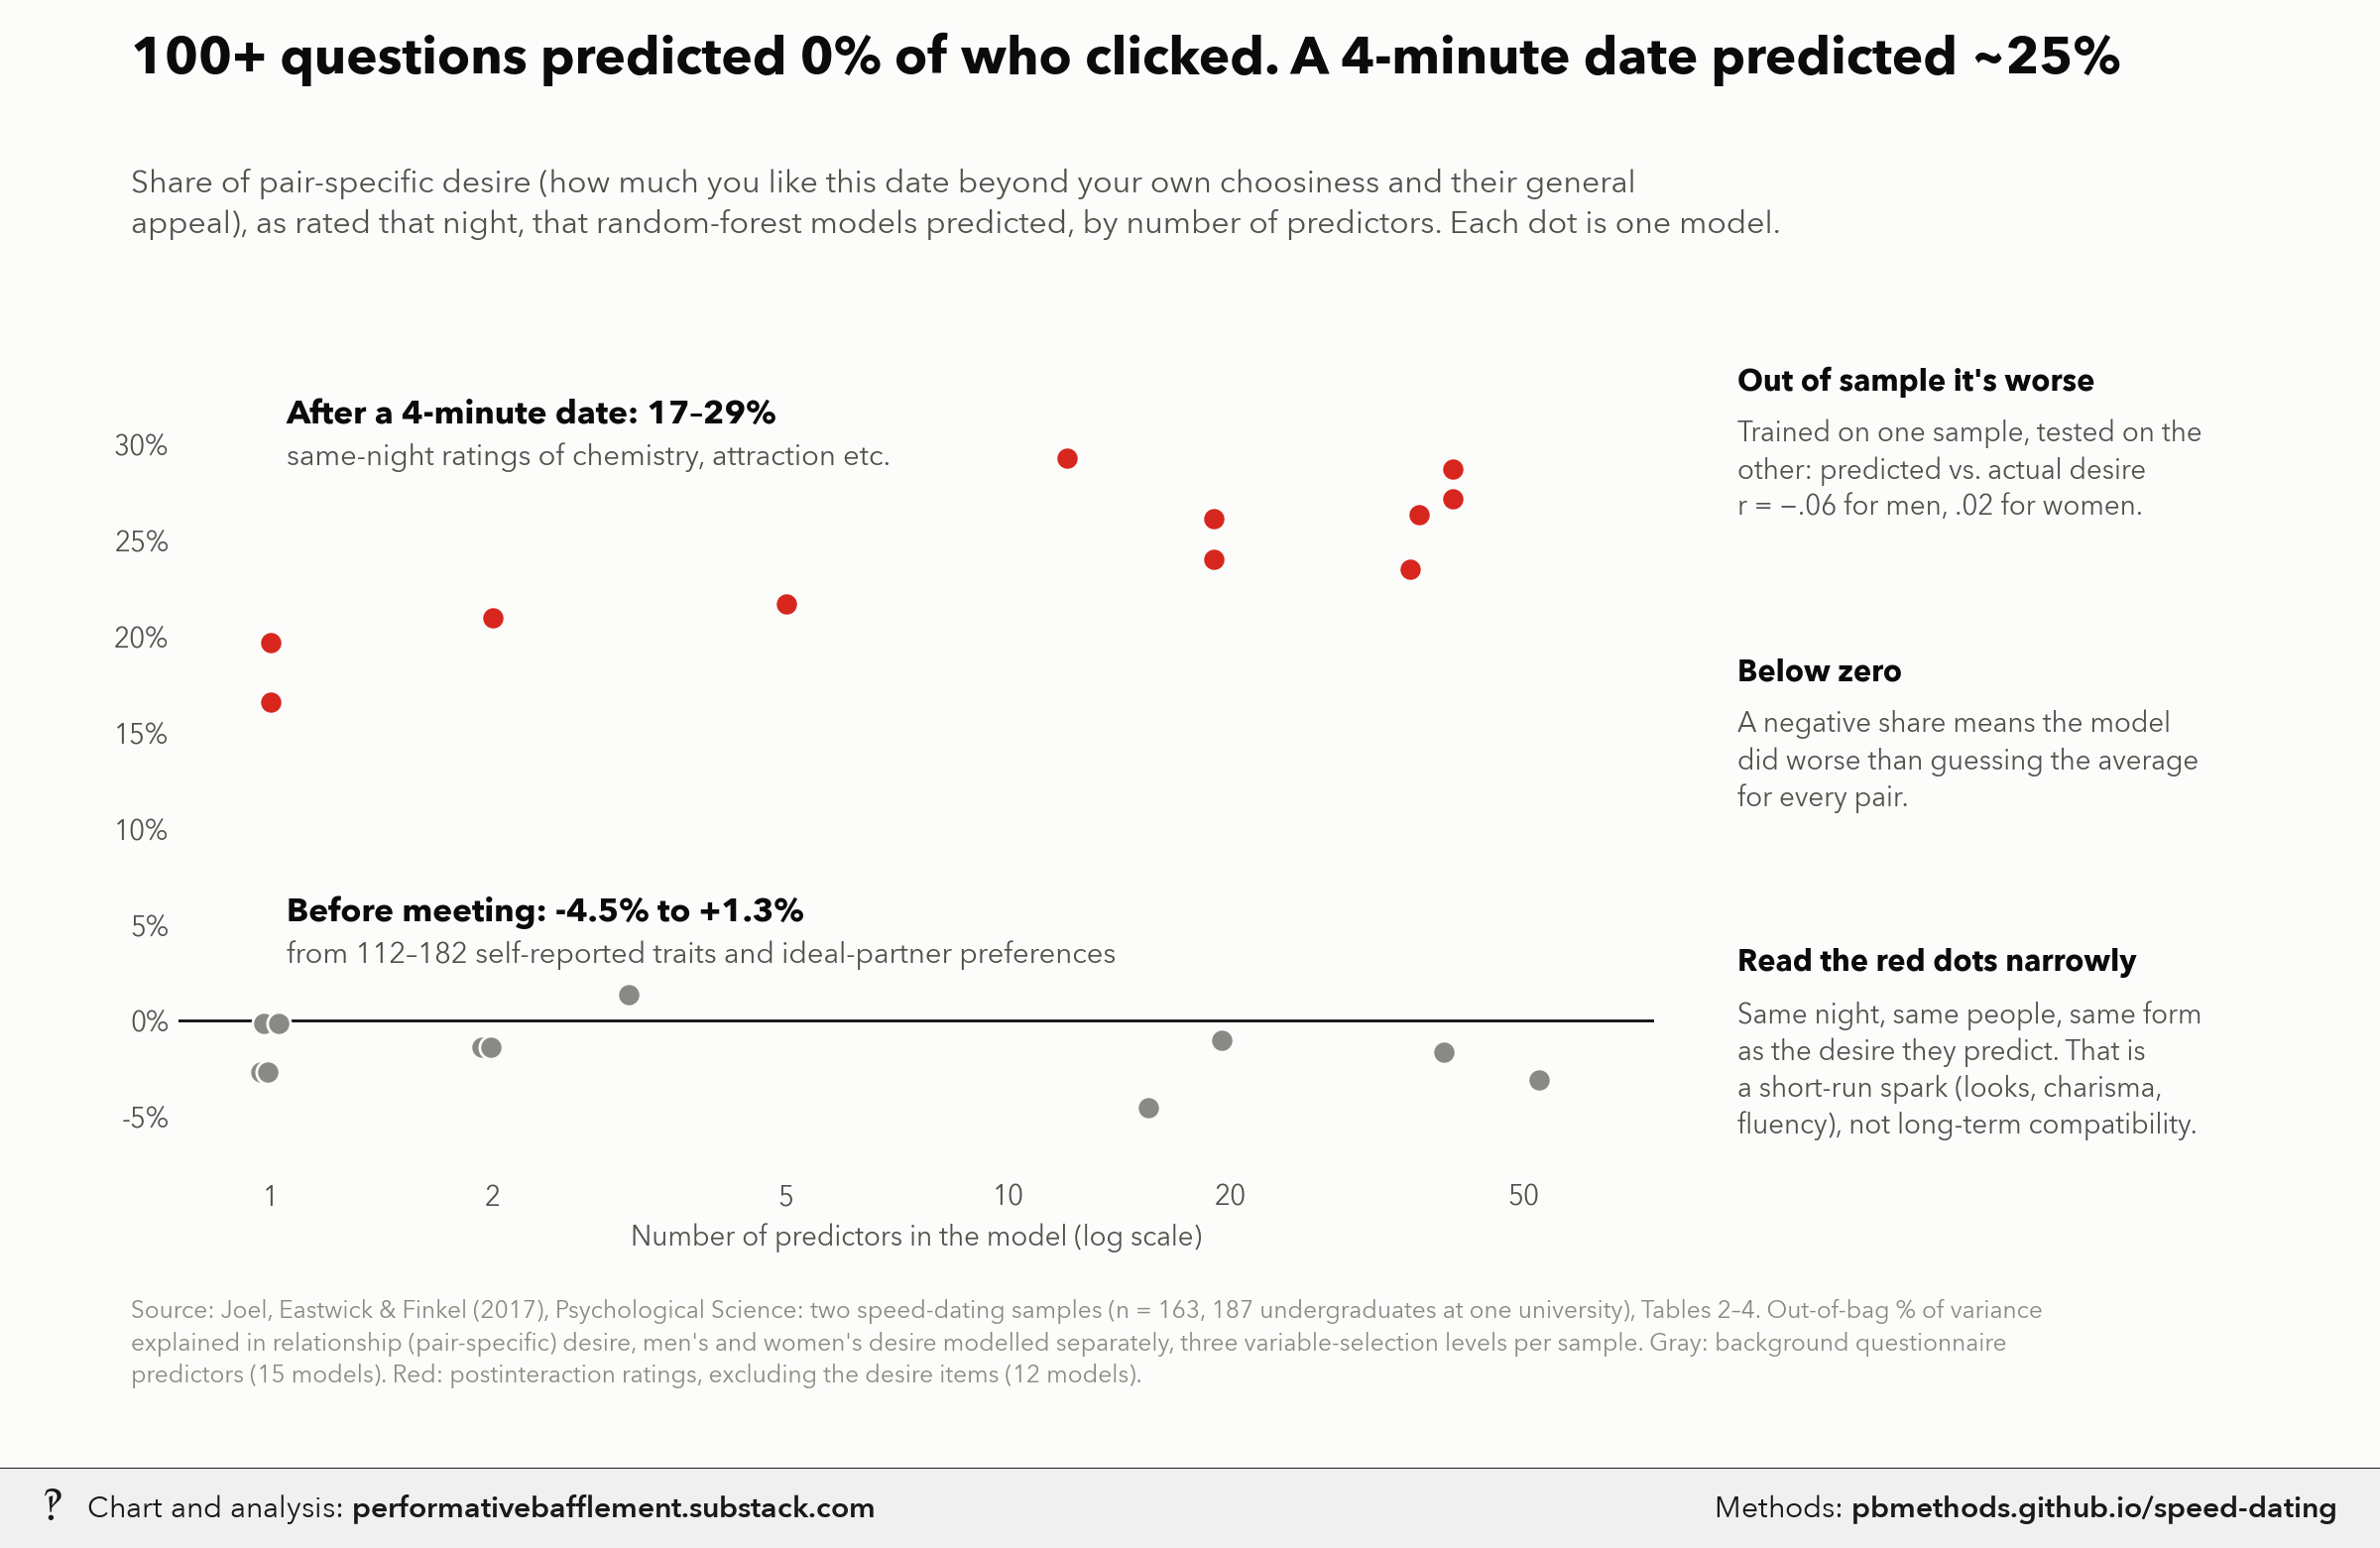 100+ questions predicted 0% of who clicked. A 4-minute date predicted ~25%
Share of pair-specific desire (how much you like this date beyond your own choosiness and their general
appeal), as rated that night, that random-forest models predicted, by number of predictors. Each dot is one model.
After a 4-minute date: 17–29%
same-night ratings of chemistry, attraction etc.
30%
25%
20%
15%
10%
5%
0%
-5%
Before meeting: -4.5% to +1.3%
from 112–182 self-reported traits and ideal-partner preferences
1
2
5
10
20
50
Number of predictors in the model (log scale)
Out of sample it's worse
Trained on one sample, tested on the
other: predicted vs. actual desire
r = −.06 for men, .02 for women.
Below zero
A negative share means the model
did worse than guessing the average
for every pair.
Read the red dots narrowly
Same night, same people, same form
as the desire they predict. That is
a short-run spark (looks, charisma,
fluency), not long-term compatibility.
Source: Joel, Eastwick & Finkel (2017), Psychological Science: two speed-dating samples (n = 163, 187 undergraduates at one university), Tables 2–4. Out-of-bag % of variance
explained in relationship (pair-specific) desire, men's and women's desire modelled separately, three variable-selection levels per sample. Gray: background questionnaire
predictors (15 models). Red: postinteraction ratings, excluding the desire items (12 models).
‽ Chart and analysis: performativebafflement.substack.com
Methods: pbmethods.github.io/speed-dating